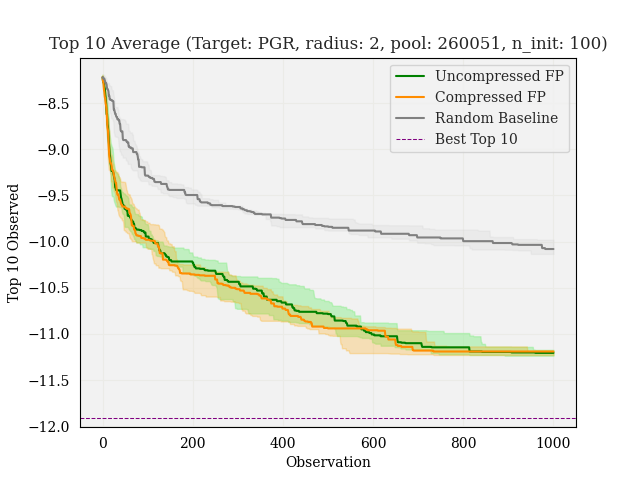 Top 10 Average (Target: PGR, radius: 2, pool: 260051, n_init: 100)
Uncompressed FP
Compressed FP
Random Baseline
Best Top 10
Top 10 Observed
−8.5
−9.0
−9.5
−10.0
−10.5
−11.0
−11.5
−12.0
0 200 400 600 800 1000
Observation